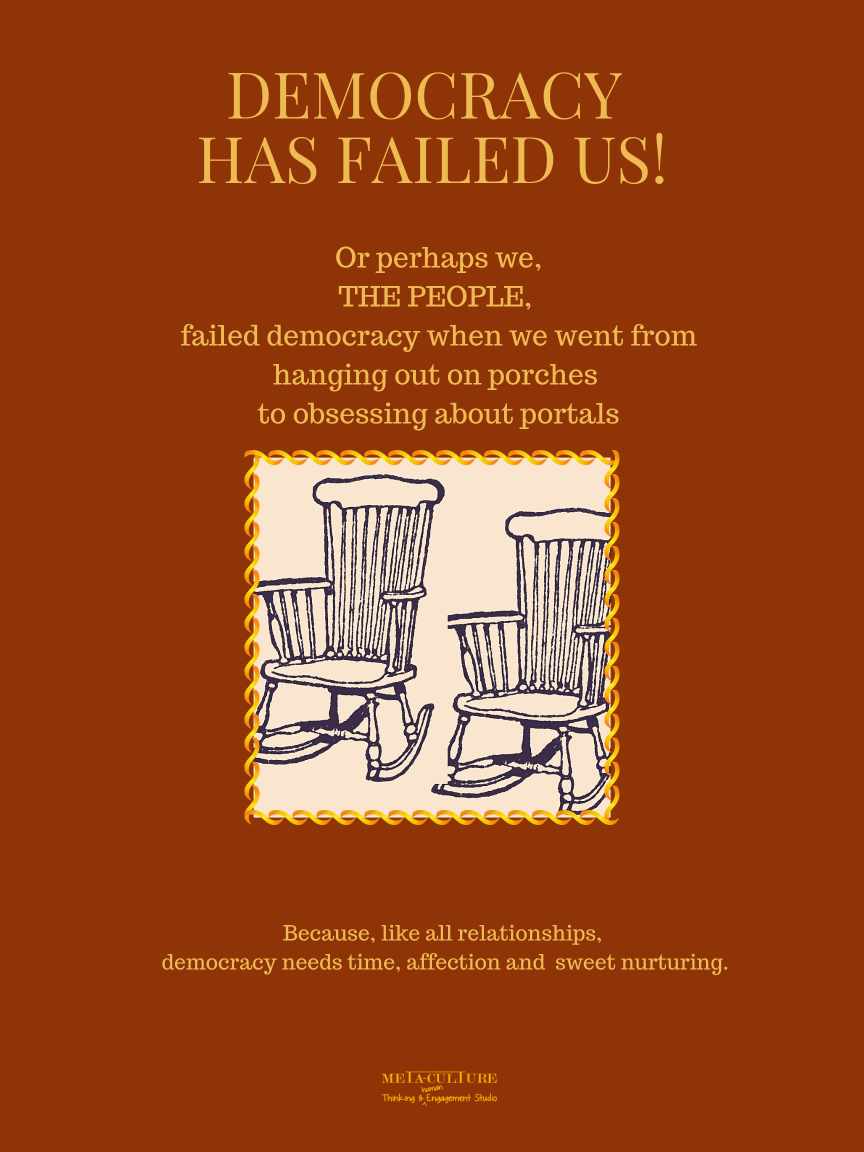 DEMOCRACY
HAS FAILED US!
Or perhaps we,
THE PEOPLE,
failed democracy when we went from
hanging out on porches
to obsessing about portals
Because, like all relationships,
democracy needs time, affection and sweet nurturing.
META-CULTURE
human
Thinking & Engagement Studio